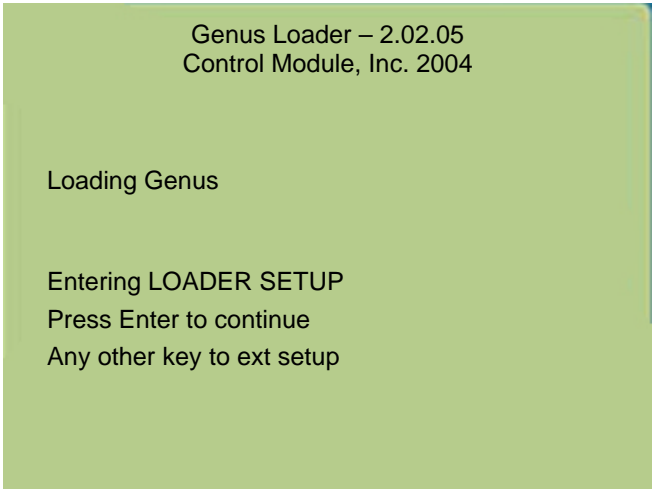 Genus Loader – 2.02.05
Control Module, Inc. 2004
Loading Genus
Entering LOADER SETUP
Press Enter to continue
Any other key to ext setup